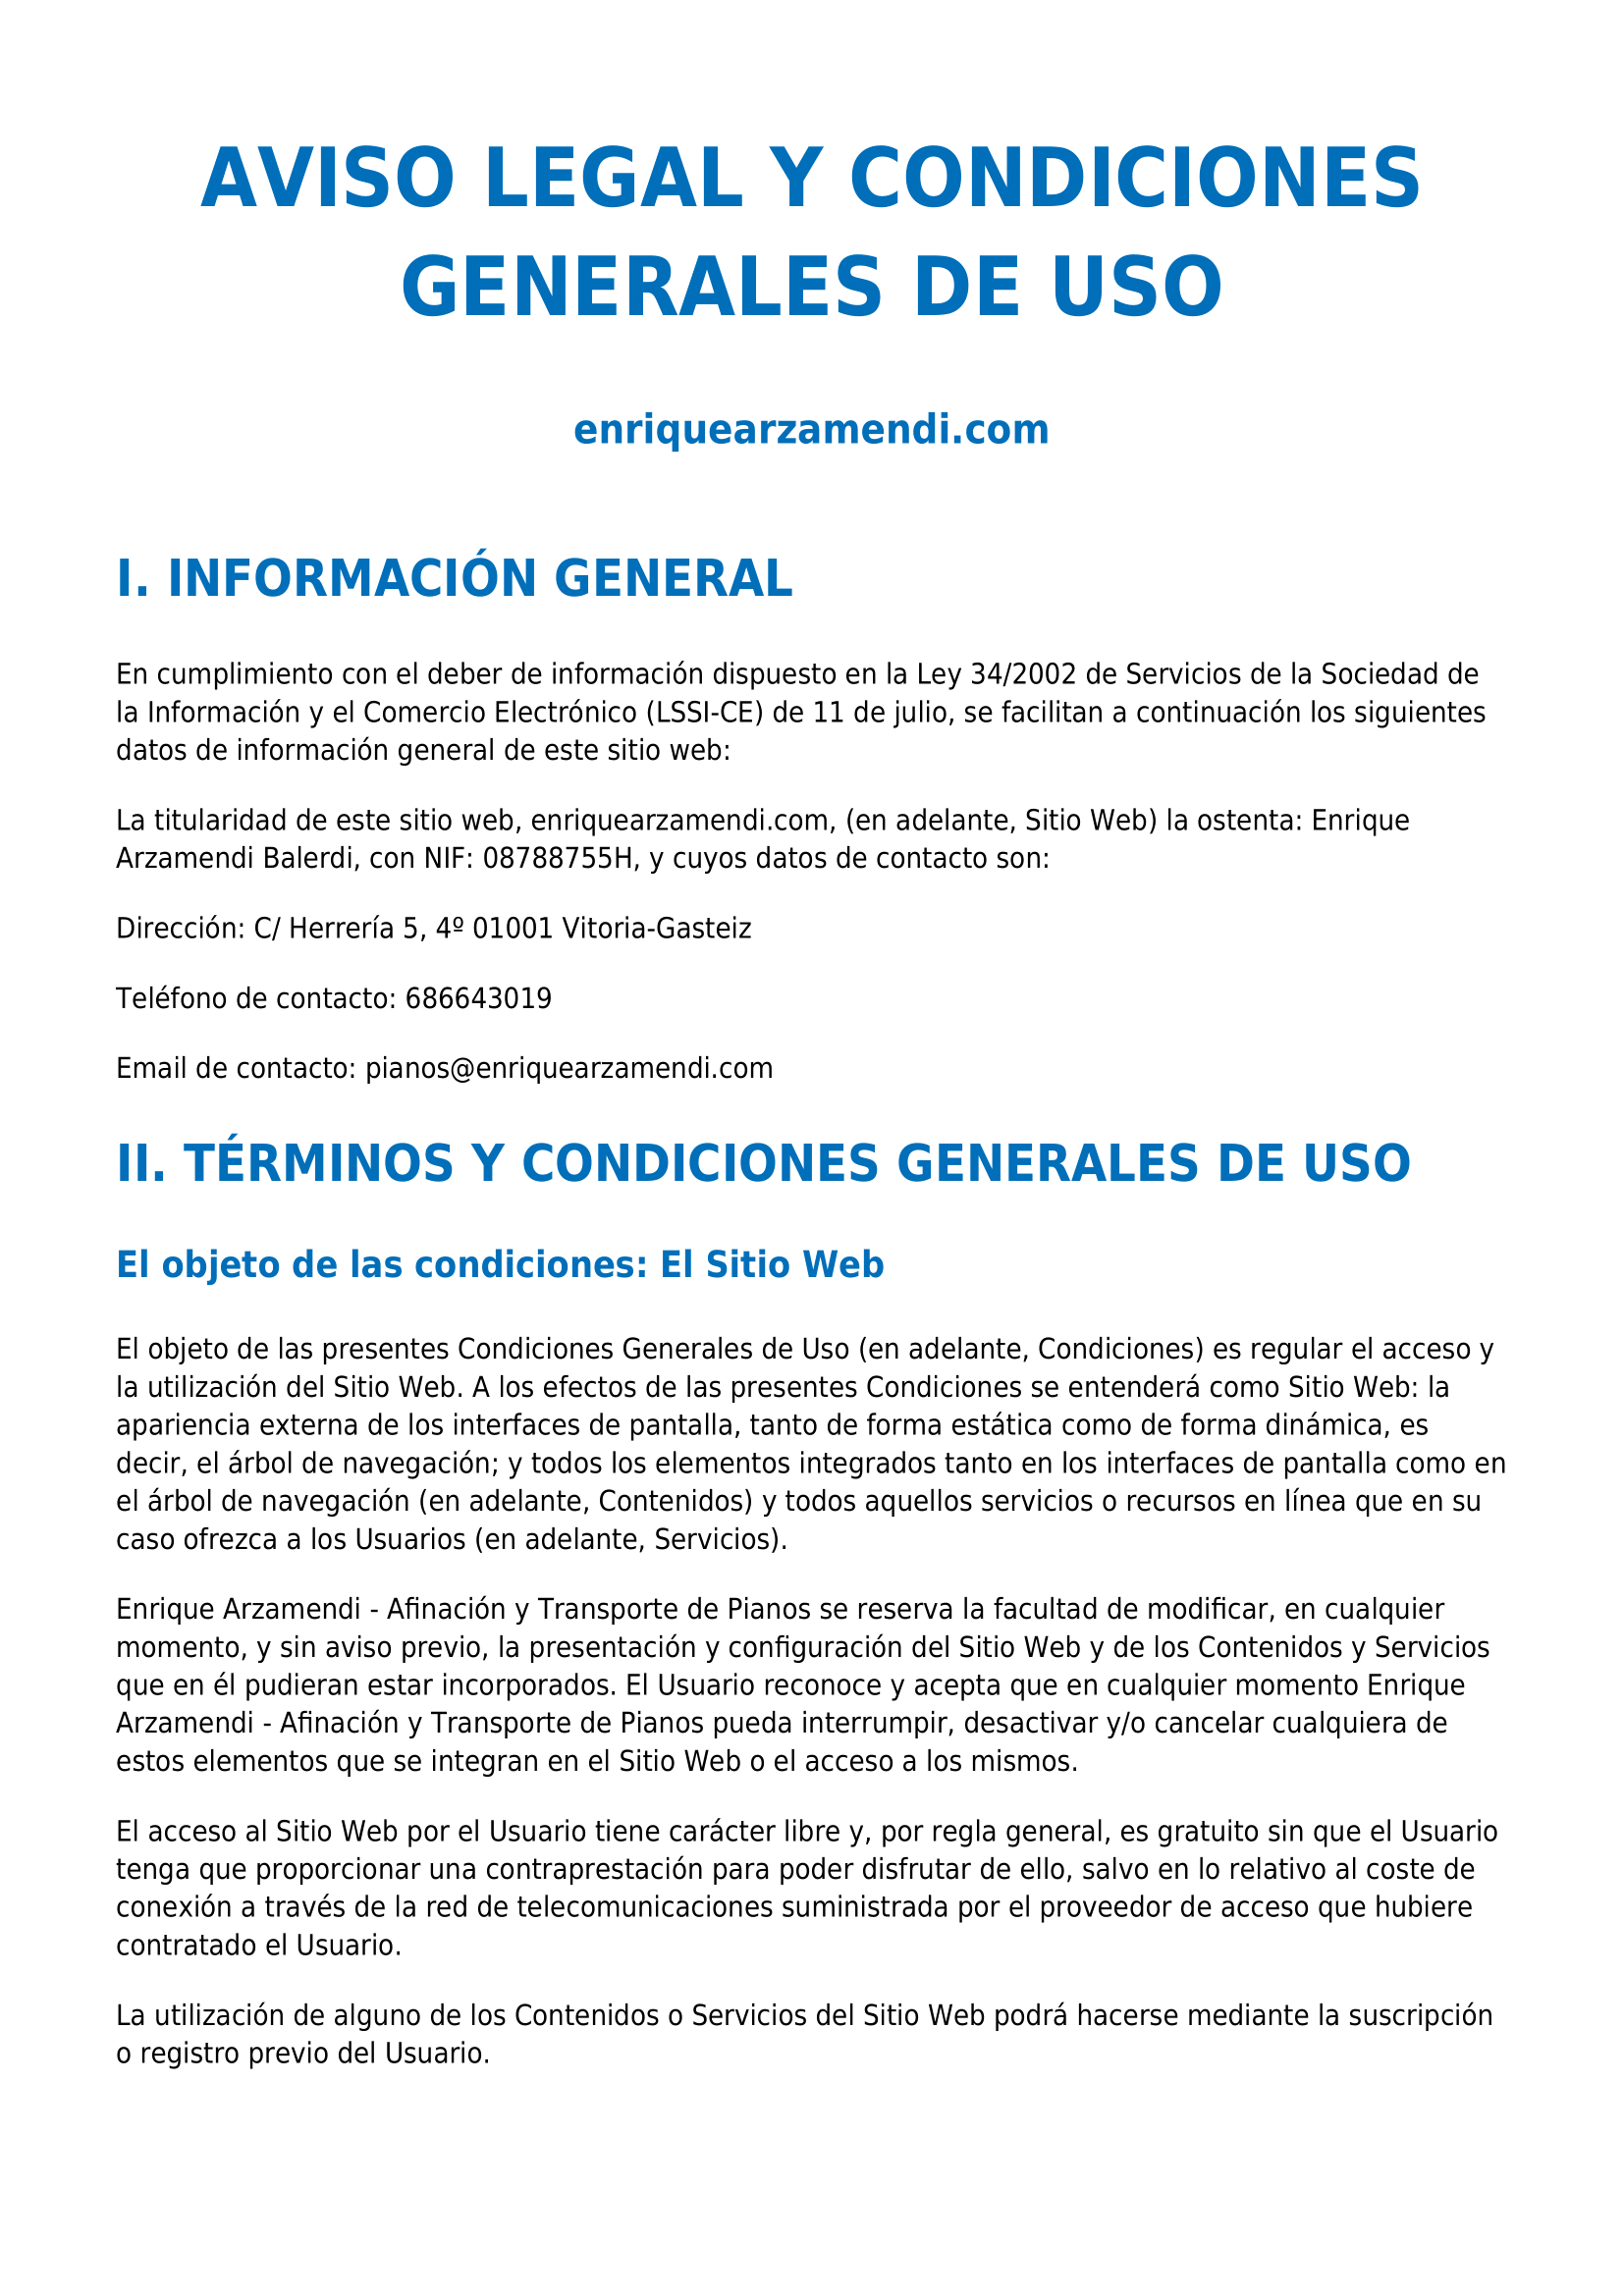 AVISO LEGAL Y CONDICIONES
GENERALES DE USO
enriquearzamendi.com
I. INFORMACIÓN GENERAL
En cumplimiento con el deber de información dispuesto en la Ley 34/2002 de Servicios de la Sociedad de
la Información y el Comercio Electrónico (LSSI-CE) de 11 de julio, se facilitan a continuación los siguientes
datos de información general de este sitio web:
La titularidad de este sitio web, enriquearzamendi.com, (en adelante, Sitio Web) la ostenta: Enrique
Arzamendi Balerdi, con NIF: 08788755H, y cuyos datos de contacto son:
Dirección: C/ Herrería 5, 4º 01001 Vitoria-Gasteiz
Teléfono de contacto: 686643019
Email de contacto: pianos@enriquearzamendi.com
II. TÉRMINOS Y CONDICIONES GENERALES DE USO
El objeto de las condiciones: El Sitio Web
El objeto de las presentes Condiciones Generales de Uso (en adelante, Condiciones) es regular el acceso y
la utilización del Sitio Web. A los efectos de las presentes Condiciones se entenderá como Sitio Web: la
apariencia externa de los interfaces de pantalla, tanto de forma estática como de forma dinámica, es
decir, el árbol de navegación; y todos los elementos integrados tanto en los interfaces de pantalla como en
el árbol de navegación (en adelante, Contenidos) y todos aquellos servicios o recursos en línea que en su
caso ofrezca a los Usuarios (en adelante, Servicios).
Enrique Arzamendi - Afinación y Transporte de Pianos se reserva la facultad de modificar, en cualquier
momento, y sin aviso previo, la presentación y configuración del Sitio Web y de los Contenidos y Servicios
que en él pudieran estar incorporados. El Usuario reconoce y acepta que en cualquier momento Enrique
Arzamendi - Afinación y Transporte de Pianos pueda interrumpir, desactivar y/o cancelar cualquiera de
estos elementos que se integran en el Sitio Web o el acceso a los mismos.
El acceso al Sitio Web por el Usuario tiene carácter libre y, por regla general, es gratuito sin que el Usuario
tenga que proporcionar una contraprestación para poder disfrutar de ello, salvo en lo relativo al coste de
conexión a través de la red de telecomunicaciones suministrada por el proveedor de acceso que hubiere
contratado el Usuario.
La utilización de alguno de los Contenidos o Servicios del Sitio Web podrá hacerse mediante la suscripción
o registro previo del Usuario.